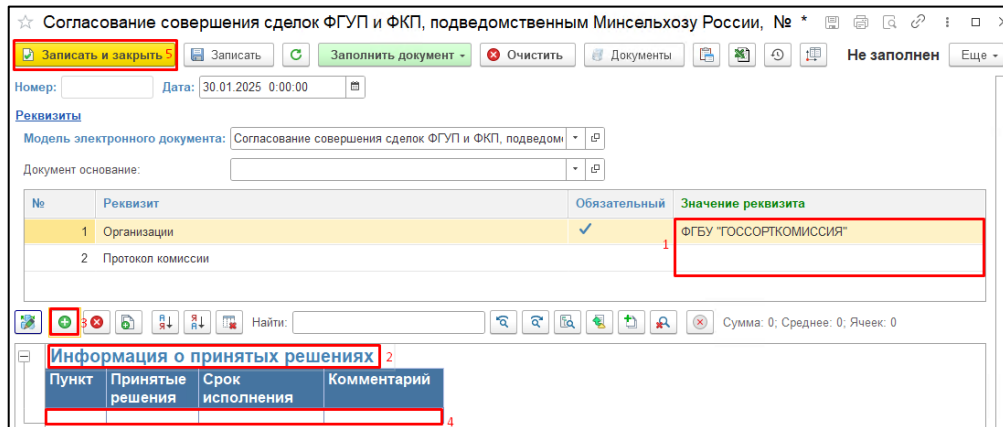 Согласование совершения сделок ФГУП и ФКП, подведомственным Минсельхозу России, № *
Записать и закрыть 5 Записать Заполнить документ Очистить Документы Не заполнен Еще
Номер: Дата: 30.01.2025 0:00:00
Реквизиты
Модель электронного документа: Согласование совершения сделок ФГУП и ФКП, подведом
Документ основание:
№ Реквизит Обязательный Значение реквизита
1 Организации ФГБУ "ГОССОРТКОМИССИЯ"
1
2 Протокол комиссии
3 Найти: Сумма: 0; Среднее: 0; Ячеек: 0
Информация о принятых решениях 2
Пункт Принятые Срок Комментарий
решения исполнения
4